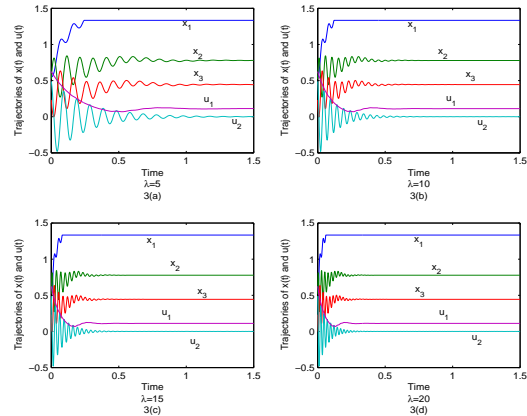 Trajectories of x(t) and u(t)
1.5
1
0.5
0
−0.5
x1
x2
x3
u1
u2
0 0.5 1 1.5
Time
λ=5
3(a)
Trajectories of x(t) and u(t)
1.5
1
0.5
0
−0.5
x1
x2
x3
u1
u2
0 0.5 1 1.5
Time
λ=10
3(b)
Trajectories of x(t) and u(t)
1.5
1
0.5
0
−0.5
x1
x2
x3
u1
u2
0 0.5 1 1.5
Time
λ=15
3(c)
Trajectories of x(t) and u(t)
1.5
1
0.5
0
−0.5
x1
x2
x3
u1
u2
0 0.5 1 1.5
Time
λ=20
3(d)